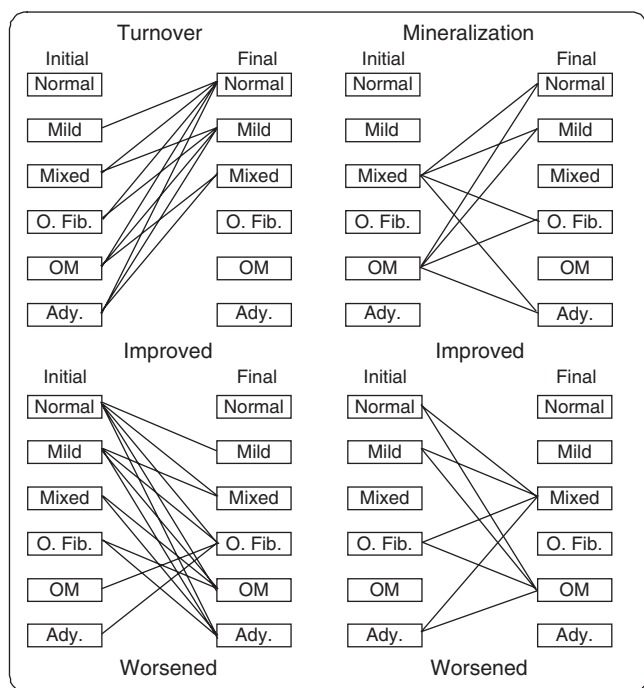 Turnover Mineralization
Initial Final Initial Final
Normal Normal Normal Normal
Mild Mild Mild Mild
Mixed Mixed Mixed Mixed
O. Fib. O. Fib. O. Fib. O. Fib.
OM OM OM OM
Ady. Ady. Ady. Ady.
Improved Improved
Initial Final Initial Final
Normal Normal Normal Normal
Mild Mild Mild Mild
Mixed Mixed Mixed Mixed
O. Fib. O. Fib. O. Fib. O. Fib.
OM OM OM OM
Ady. Ady. Ady. Ady.
Worsened Worsened